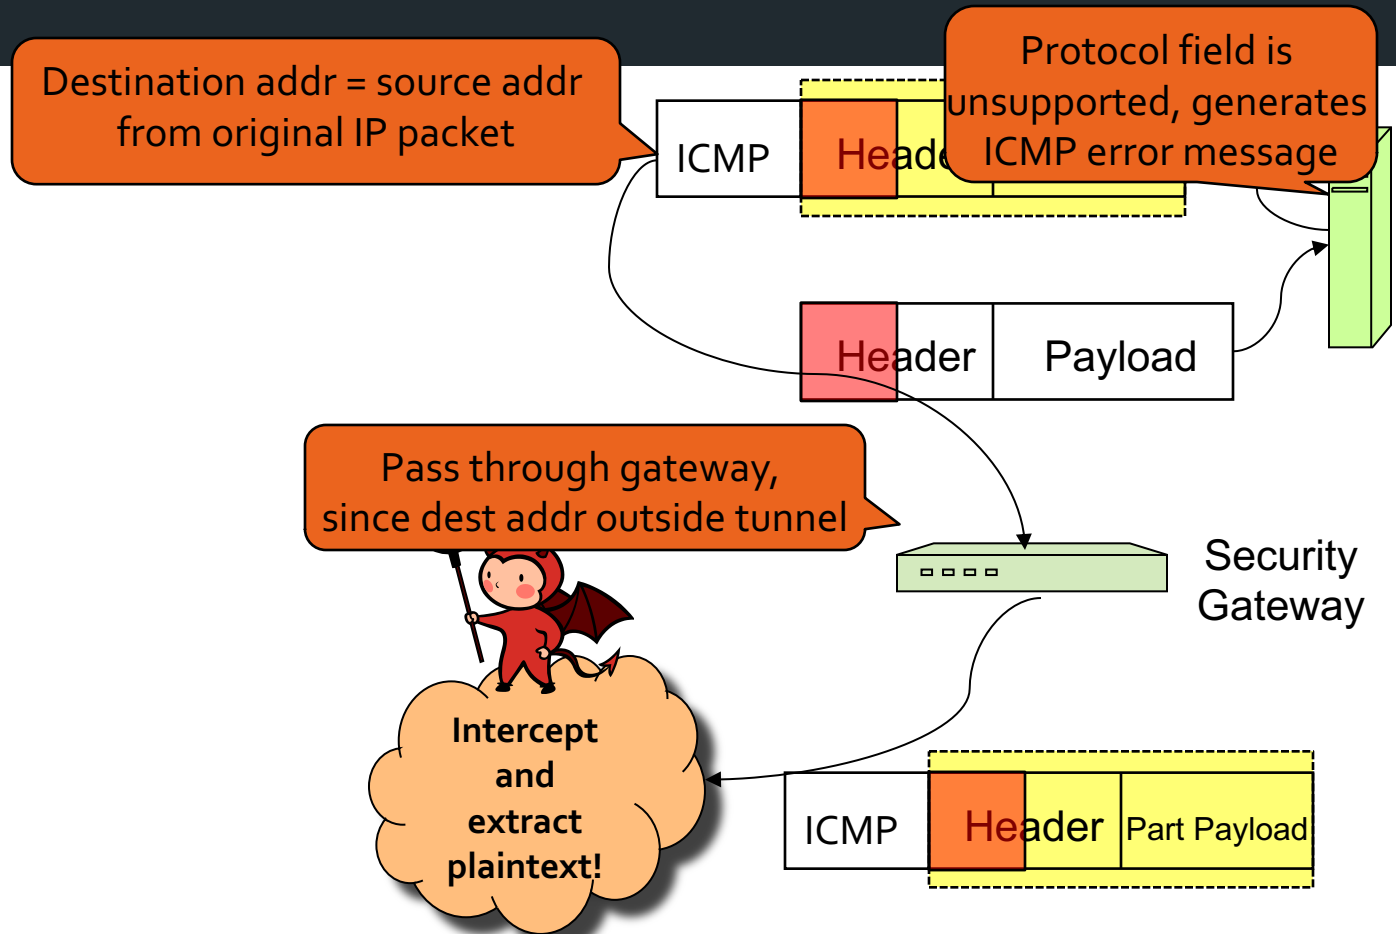 Destination addr = source addr
from original IP packet
Protocol field is
unsupported, generates
ICMP error message
ICMP
Header
Payload
Pass through gateway,
since dest addr outside tunnel
Security
Gateway
Intercept
and
extract
plaintext!
ICMP
Header
Part Payload